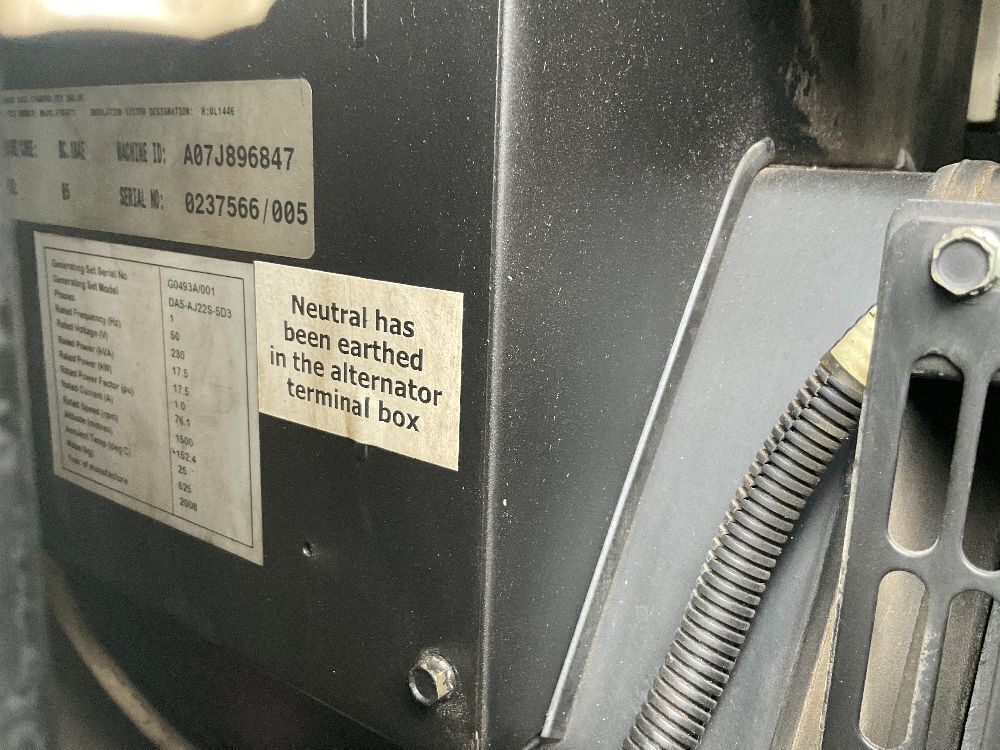 INSULATION SYSTEM DESIGNATION: H:UL1446
MACHINE ID: A07J896847
65 SERIAL NO: 0237566/005
Generating Set Serial No. G0493A/001
Generating Set Model DAS-AJ22S-5D3
Phases 1
Rated Frequency (Hz) 50
Rated Voltage (V) 230
Rated Power (kVA) 17.5
Rated Power (kW) 17.5
Rated Power Factor (pu) 1.0
Rated Current (A) 76.1
Rated Speed (rpm) 1500
Altitude (metres) 152.4
Ambient Temp (deg C) 25
Mass (kg) 625
Year of manufacture 2008
Neutral has
been earthed
in the alternator
terminal box